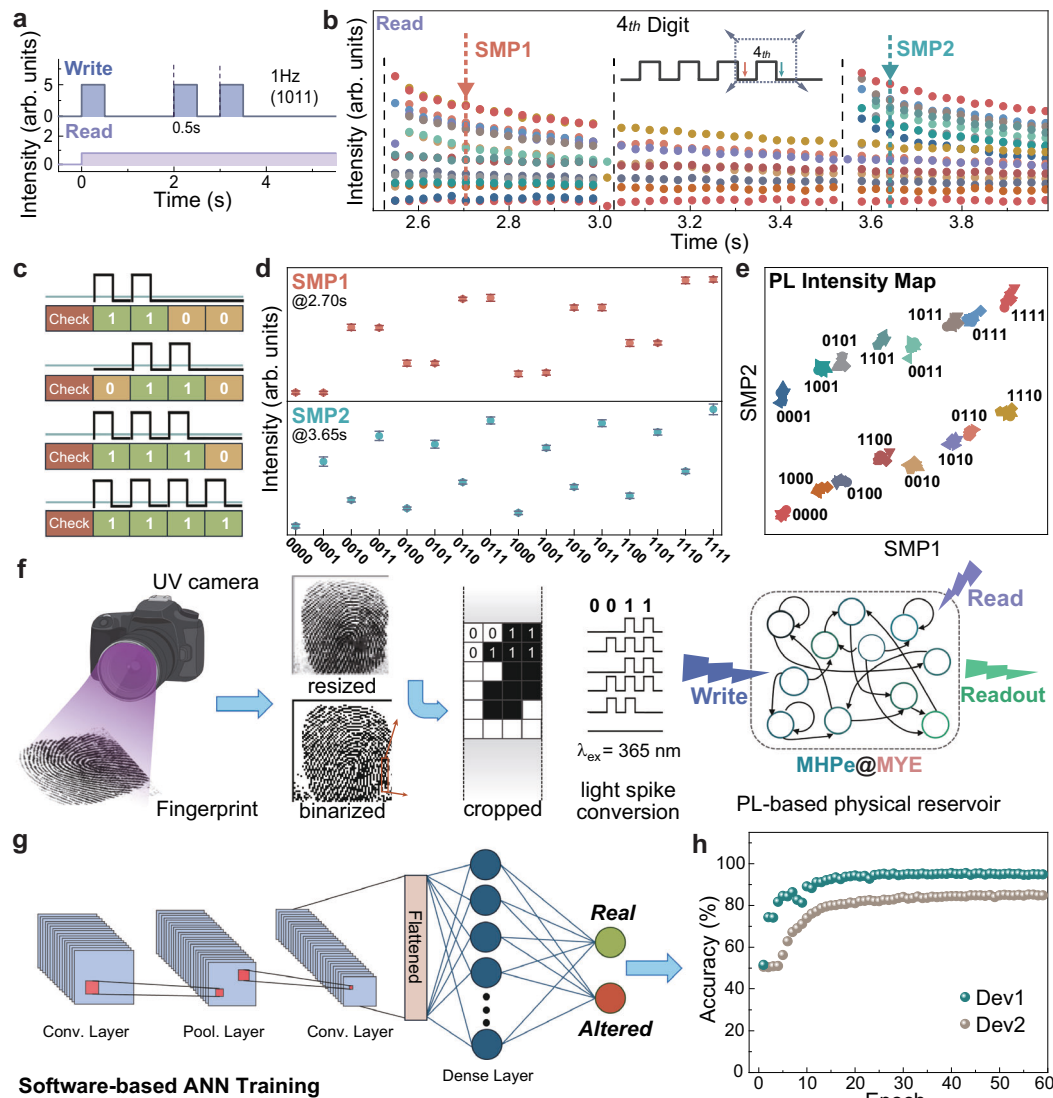 a
Write
Intensity (arb. units)
5
0
1Hz
(1011)
0.5s
Read
2
0
0
2
4
Time (s)
b
Intensity (arb. units)
Read
SMP1
4th Digit
4th
SMP2
2.6
2.8
3.0
3.2
3.4
3.6
3.8
Time (s)
c
Check 1 1 0 0
Check 0 1 1 0
Check 1 1 1 0
Check 1 1 1 1
d
Intensity (arb. units)
SMP1
@2.70s
SMP2
@3.65s
0000
0001
0010
0011
0100
0101
0110
0111
1000
1001
1010
1011
1100
1101
1110
1111
e
PL Intensity Map
SMP2
1011
0111
1111
0101
1101
0011
1001
0001
1110
0110
1010
1100
0010
1000
0100
0000
SMP1
f
UV camera
Fingerprint
resized
binarized
0 0 1 1
0 1 1 1
cropped
0 0 1 1
λex = 365 nm
light spike
conversion
Write
Read
Readout
MHPe@MYE
PL-based physical reservoir
g
Conv. Layer
Pool. Layer
Conv. Layer
Flattened
Dense Layer
Real
Altered
Software-based ANN Training
h
Accuracy (%)
100
80
60
40
20
0
Dev1
Dev2
0
10
20
30
40
50
60